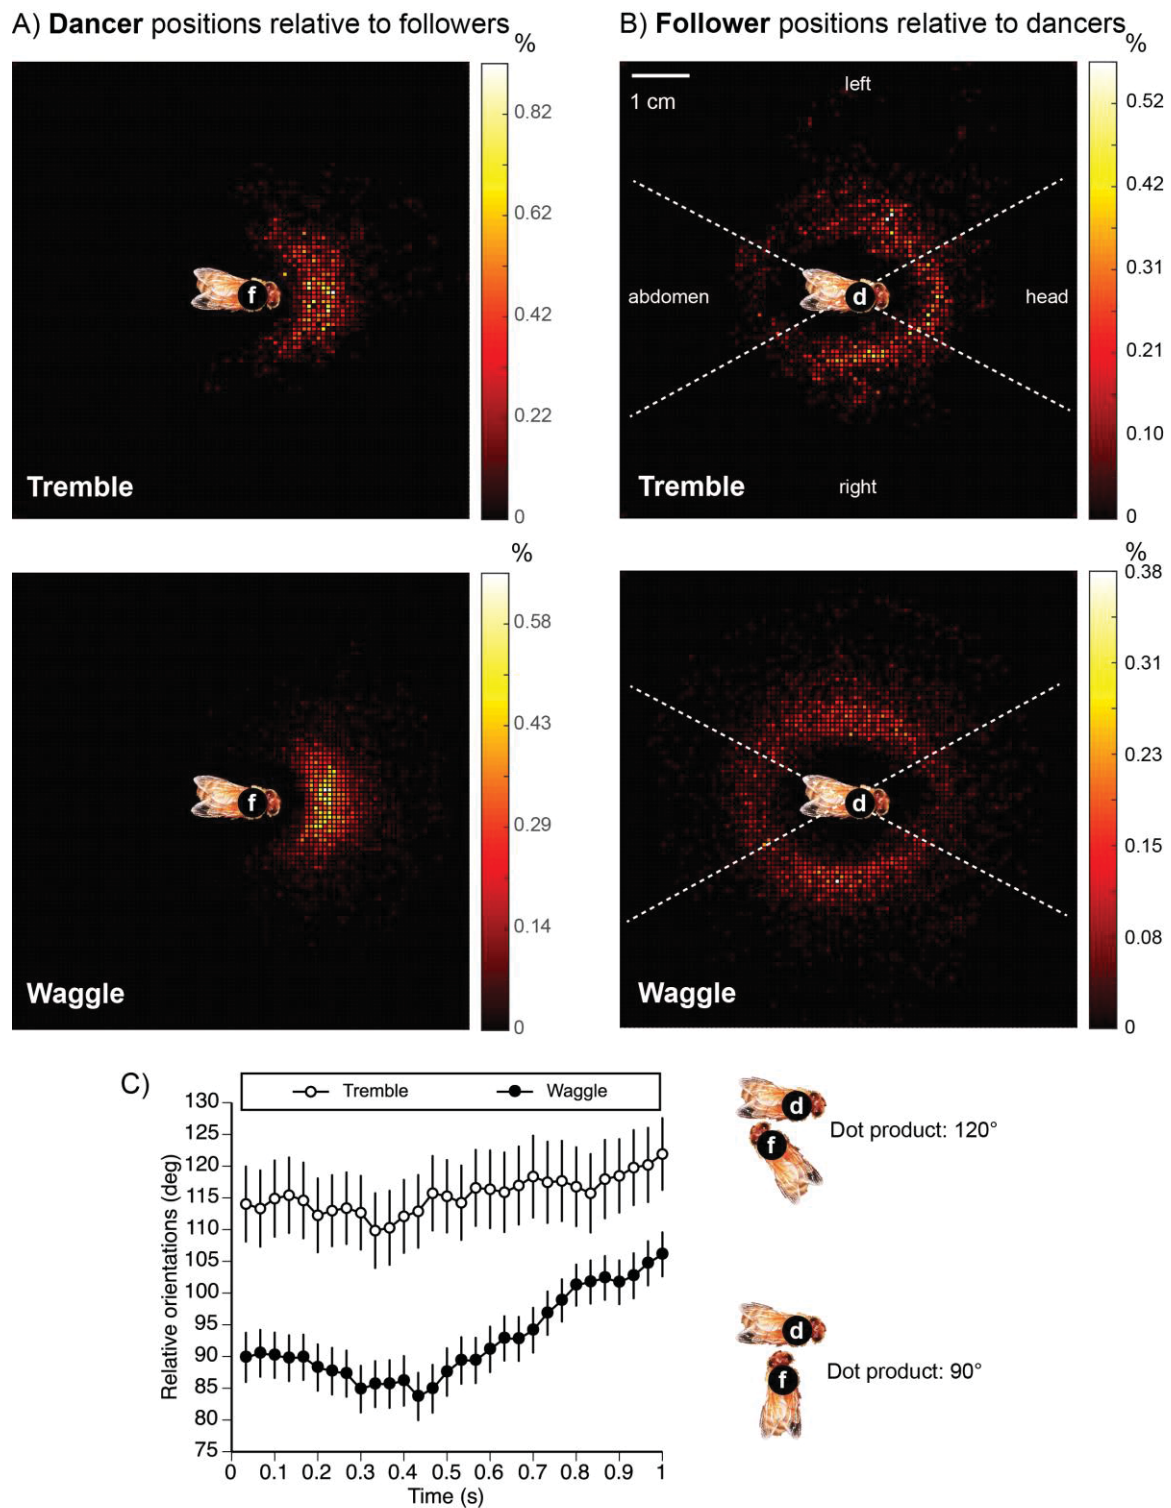 A) Dancer positions relative to followers
%
0.82
0.62
0.42
0.22
0
f
Tremble
B) Follower positions relative to dancers
%
1 cm
left
abdomen
head
d
right
Tremble
0.52
0.42
0.31
0.21
0.10
0
%
0.58
0.43
0.29
0.14
0
f
Waggle
%
0.38
0.31
0.23
0.15
0.08
0
d
Waggle
C)
Tremble
Waggle
130
125
120
115
110
105
100
95
90
85
80
75
Relative orientations (deg)
0 0.1 0.2 0.3 0.4 0.5 0.6 0.7 0.8 0.9 1
Time (s)
d
f
Dot product: 120°
d
f
Dot product: 90°